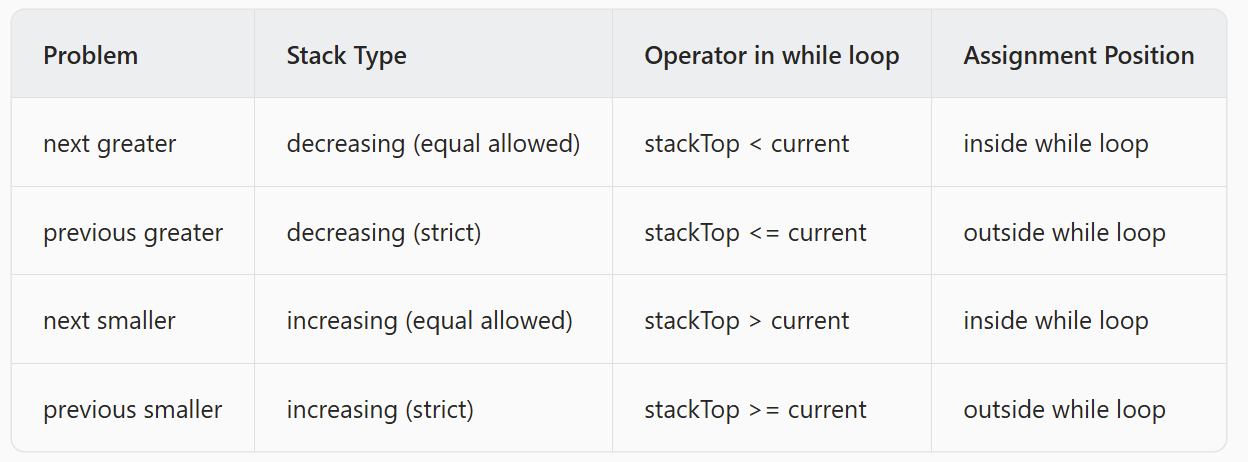 Problem Stack Type Operator in while loop Assignment Position
next greater decreasing (equal allowed) stackTop < current inside while loop
previous greater decreasing (strict) stackTop <= current outside while loop
next smaller increasing (equal allowed) stackTop > current inside while loop
previous smaller increasing (strict) stackTop >= current outside while loop